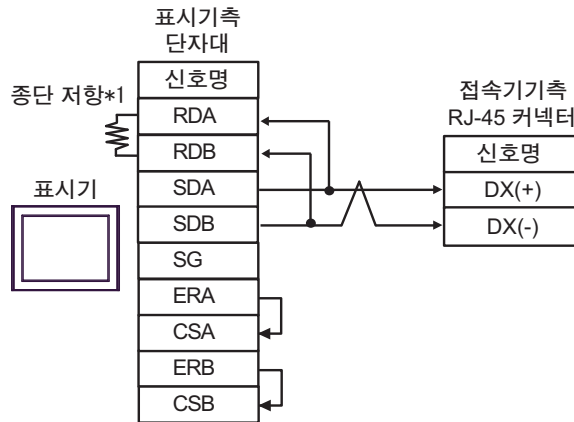 표시기측
단자대
신호명
종단 저항*1
RDA
RDB
SDA
SDB
SG
ERA
CSA
ERB
CSB
표시기
접속기기측
RJ-45 커넥터
신호명
DX(+)
DX(-)